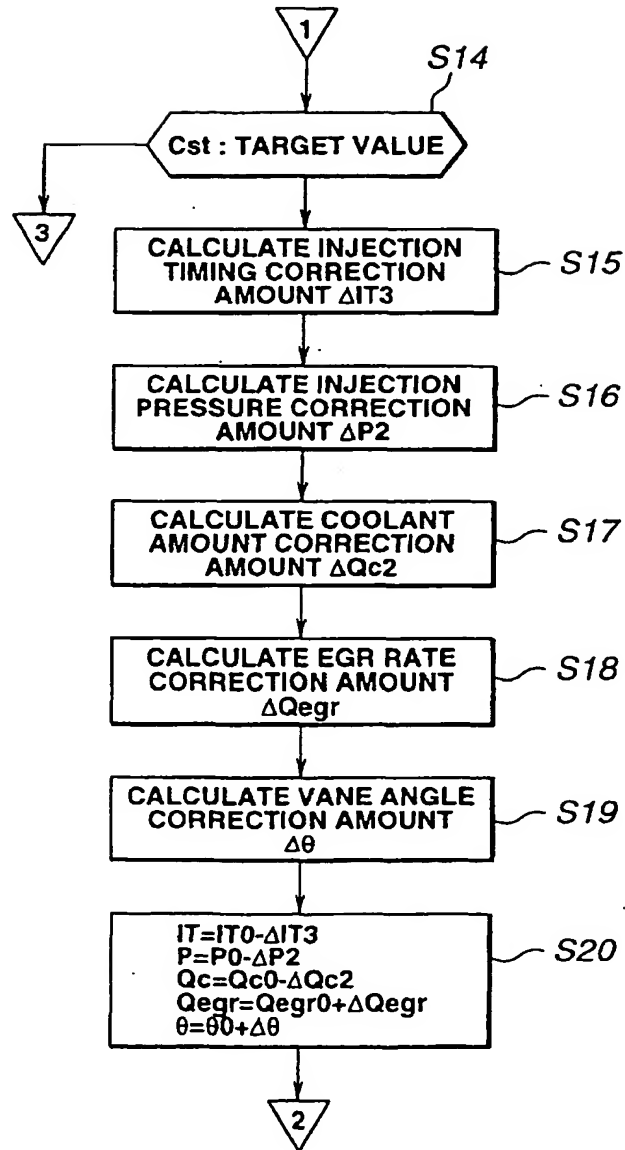 1
S14
Cst : TARGET VALUE
3
CALCULATE INJECTION
TIMING CORRECTION
AMOUNT ΔIT3
S15
CALCULATE INJECTION
PRESSURE CORRECTION
AMOUNT ΔP2
S16
CALCULATE COOLANT
AMOUNT CORRECTION
AMOUNT ΔQc2
S17
CALCULATE EGR RATE
CORRECTION AMOUNT
ΔQegr
S18
CALCULATE VANE ANGLE
CORRECTION AMOUNT
Δθ
S19
IT=IT0-ΔIT3
P=P0-ΔP2
Qc=Qc0-ΔQc2
Qegr=Qegr0+ΔQegr
θ=θ0+Δθ
S20
2